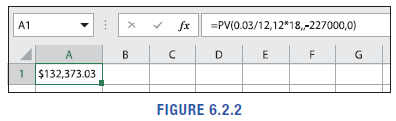 A1 fx =PV(0.03/12,12*18,,-227000,0)
A B C D E F G
1 $132,373.03
FIGURE 6.2.2